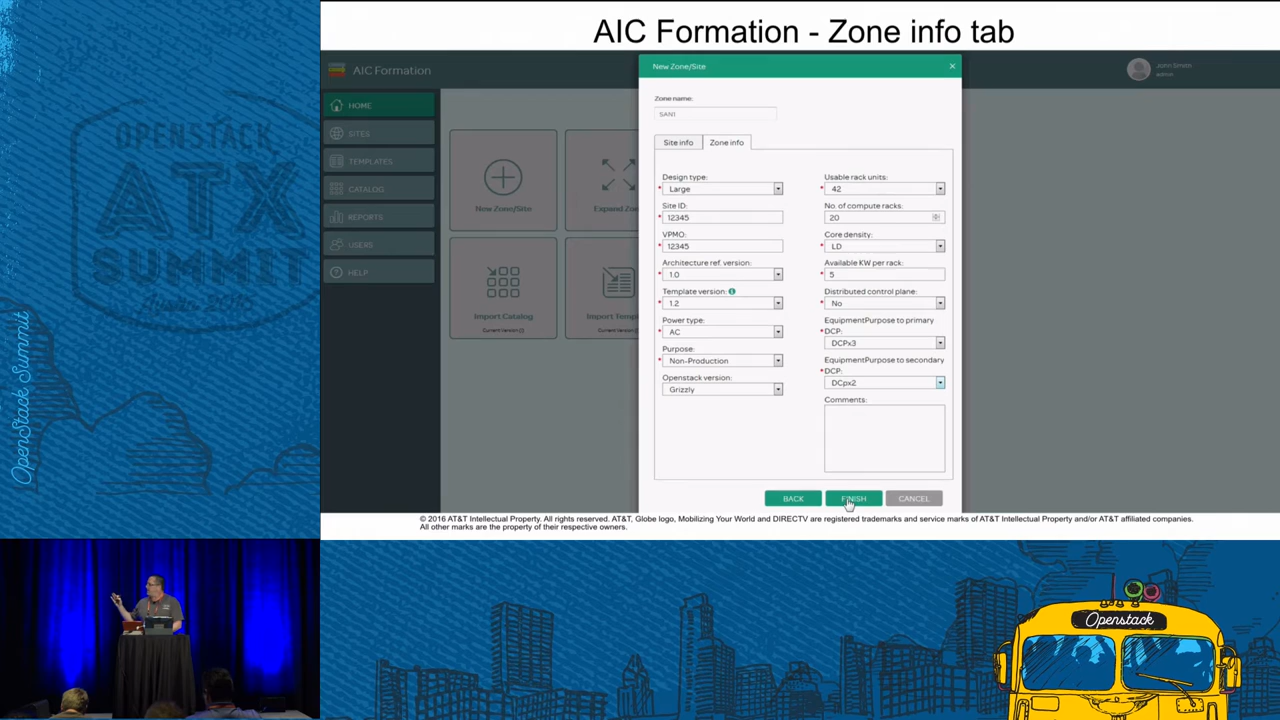 AIC Formation - Zone info tab
AIC Formation
New Zone/Site
×
John Smith
admin
HOME
SITES
TEMPLATES
CATALOG
REPORTS
USERS
HELP
New Zone/Site
Expand Zon
Import Catalog
Import Templ
Zone name:
SAN1
Site info
Zone info
Design type:
* Large
Site ID:
* 12345
VPMO:
* 12345
Architecture ref. version:
* 1.0
Template version:
* 1.2
Power type:
* AC
Purpose:
* Non-Production
Openstack version:
Grizzly
Usable rack units:
* 42
No. of compute racks:
* 20
Core density:
* LD
Available KW per rack:
* 5
Distributed control plane:
* No
EquipmentPurpose to primary
* DCP:
DCPx3
EquipmentPurpose to secondary
* DCP:
DCpx2
Comments:
BACK
FINISH
CANCEL
© 2016 AT&T Intellectual Property. All rights reserved. AT&T, Globe logo, Mobilizing Your World and DIRECTV are registered trademarks and service marks of AT&T Intellectual Property and/or AT&T affiliated companies.
All other marks are the property of their respective owners.
OPENSTACK
ATX
SUMMIT
OpenStack Summit
Openstack